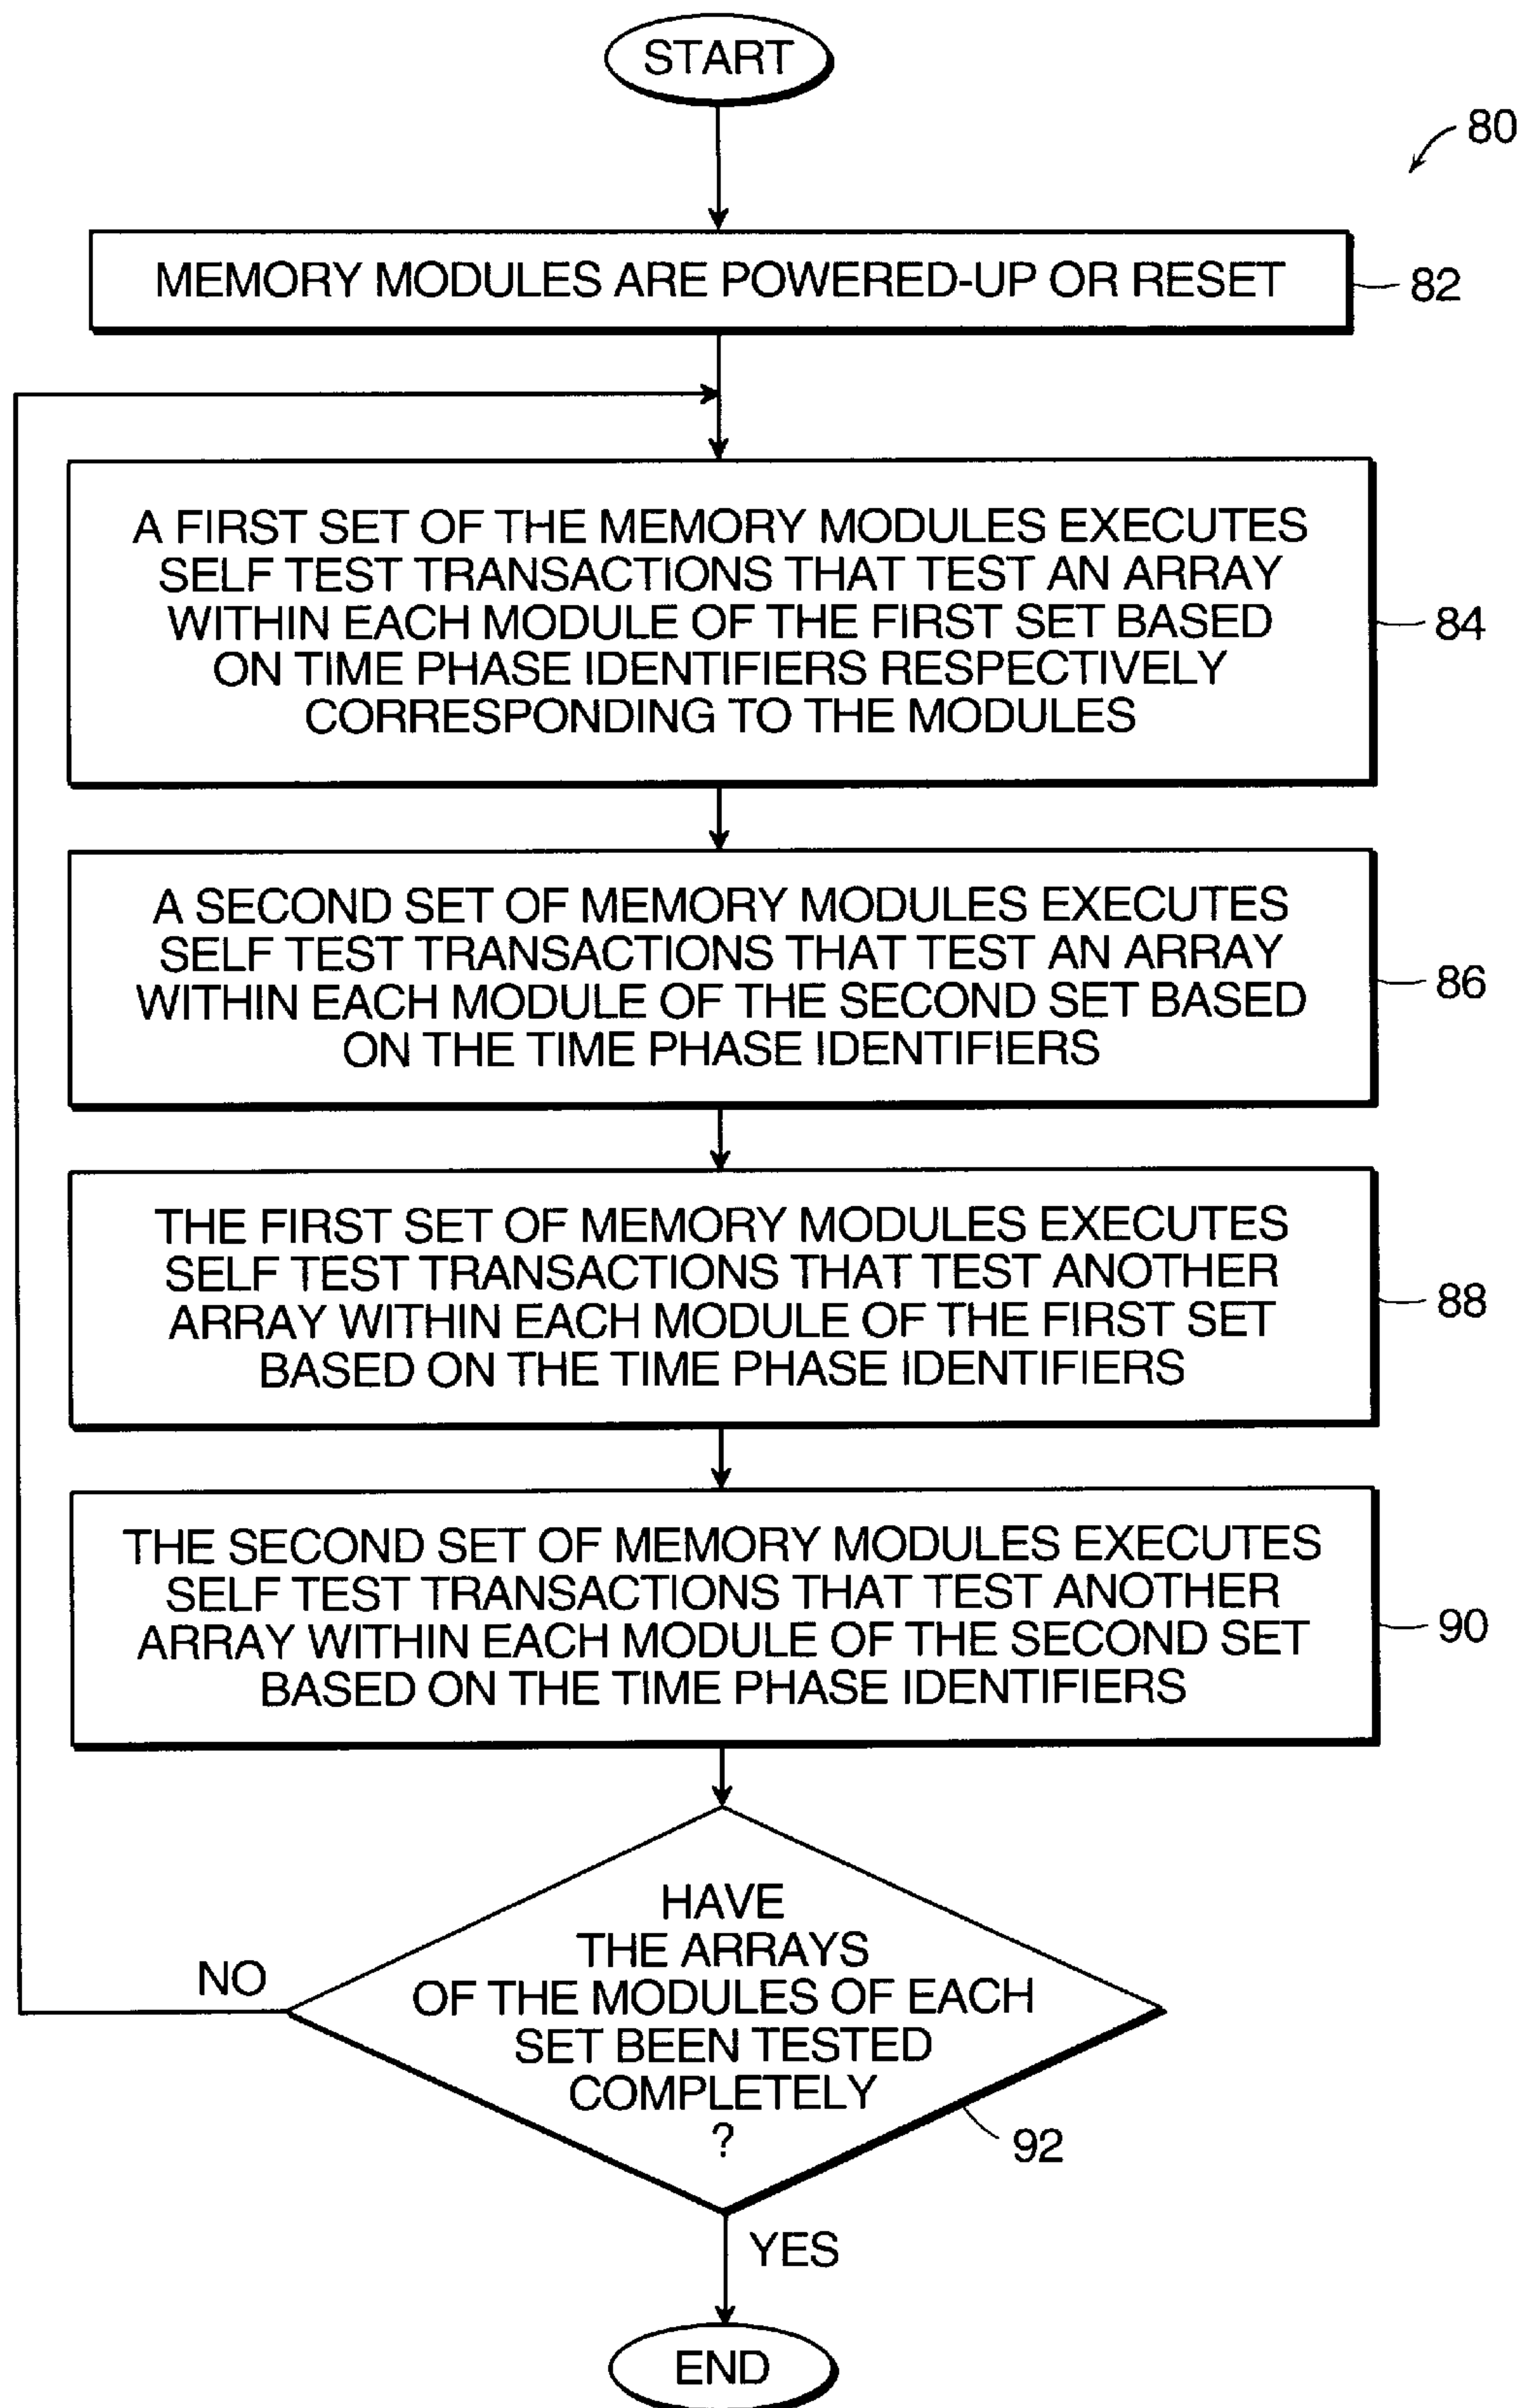 START
80
MEMORY MODULES ARE POWERED-UP OR RESET
82
A FIRST SET OF THE MEMORY MODULES EXECUTES
SELF TEST TRANSACTIONS THAT TEST AN ARRAY
WITHIN EACH MODULE OF THE FIRST SET BASED
ON TIME PHASE IDENTIFIERS RESPECTIVELY
CORRESPONDING TO THE MODULES
84
A SECOND SET OF MEMORY MODULES EXECUTES
SELF TEST TRANSACTIONS THAT TEST AN ARRAY
WITHIN EACH MODULE OF THE SECOND SET BASED
ON THE TIME PHASE IDENTIFIERS
86
THE FIRST SET OF MEMORY MODULES EXECUTES
SELF TEST TRANSACTIONS THAT TEST ANOTHER
ARRAY WITHIN EACH MODULE OF THE FIRST SET
BASED ON THE TIME PHASE IDENTIFIERS
88
THE SECOND SET OF MEMORY MODULES EXECUTES
SELF TEST TRANSACTIONS THAT TEST ANOTHER
ARRAY WITHIN EACH MODULE OF THE SECOND SET
BASED ON THE TIME PHASE IDENTIFIERS
90
HAVE
THE ARRAYS
OF THE MODULES OF EACH
SET BEEN TESTED
COMPLETELY
?
NO
92
YES
END